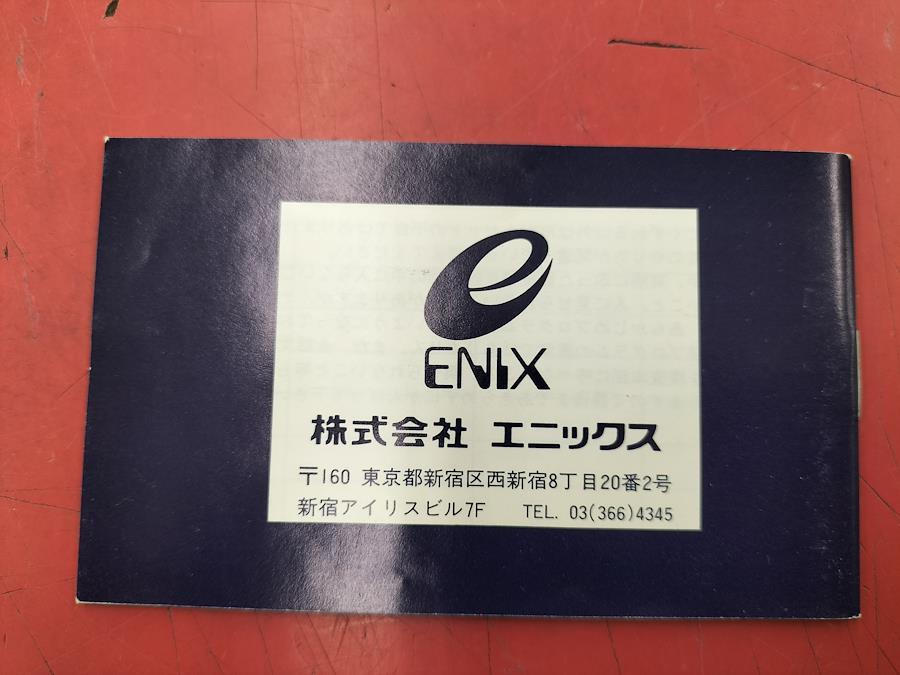 ENIX
株式会社 エニックス
〒160 東京都新宿区西新宿8丁目20番2号
新宿アイリスビル7F TEL. 03(366)4345